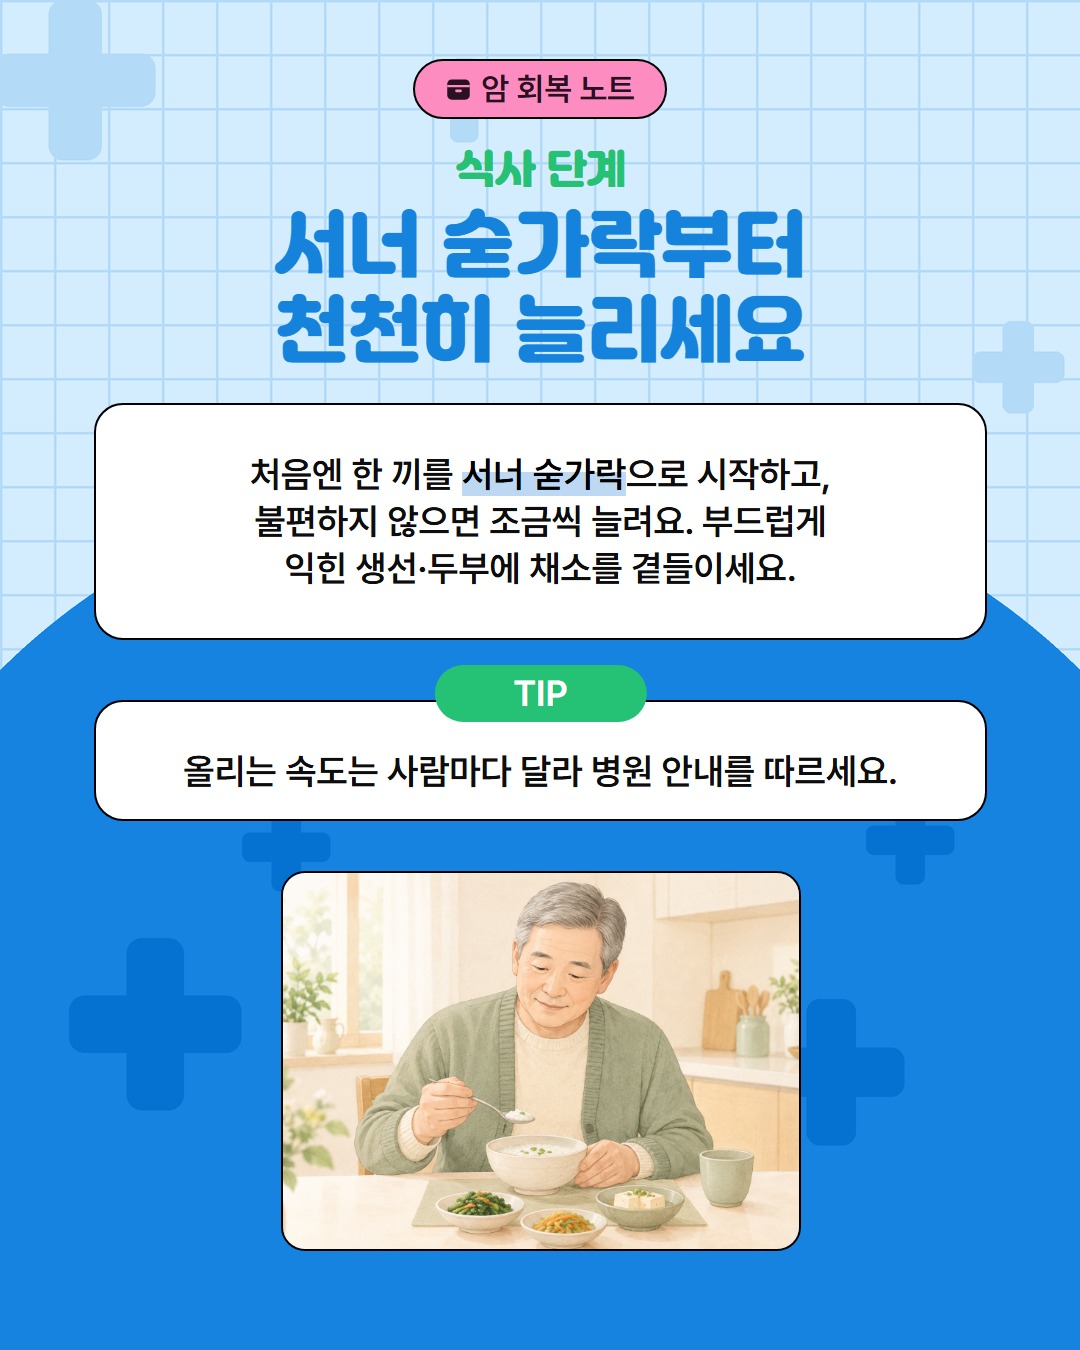 암 회복 노트
식사 단계
서너 숟가락부터
천천히 늘리세요
처음엔 한 끼를 서너 숟가락으로 시작하고,
불편하지 않으면 조금씩 늘려요. 부드럽게
익힌 생선·두부에 채소를 곁들이세요.
TIP
올리는 속도는 사람마다 달라 병원 안내를 따르세요.